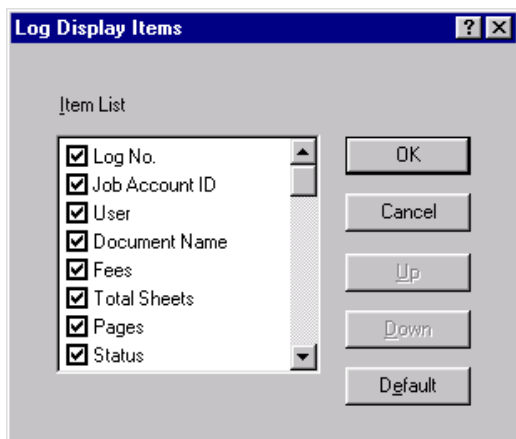 Log Display Items
Item List
Log No.
Job Account ID
User
Document Name
Fees
Total Sheets
Pages
Status
OK
Cancel
Up
Down
Default